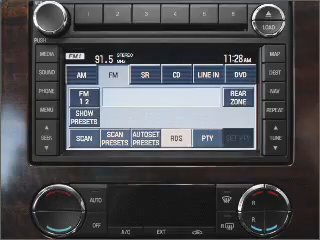 1 2 3 4 5 6
LOAD
PUSH
FM1 91.5 MHz STEREO 11:28AM
MEDIA
MAP
AM FM SR CD LINE IN DVD
SOUND
DEST
PHONE
FM 1 2
REAR ZONE
NAV
MENU
SHOW PRESETS
REPEAT
SEEK
SCAN
SCAN PRESETS
AUTOSET PRESETS
RDS
PTY
TUNE
AUTO
OFF
R
R
A/C EXT
R